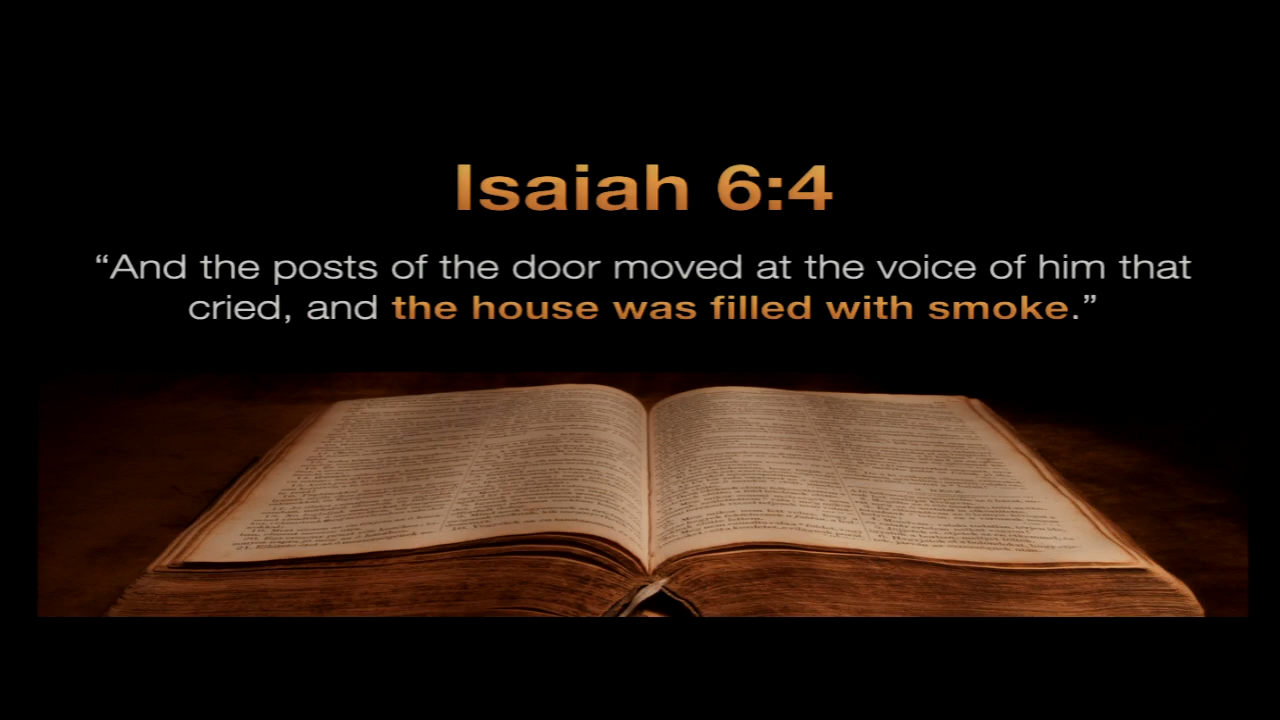 Isaiah 6:4
“And the posts of the door moved at the voice of him that
cried, and the house was filled with smoke.”